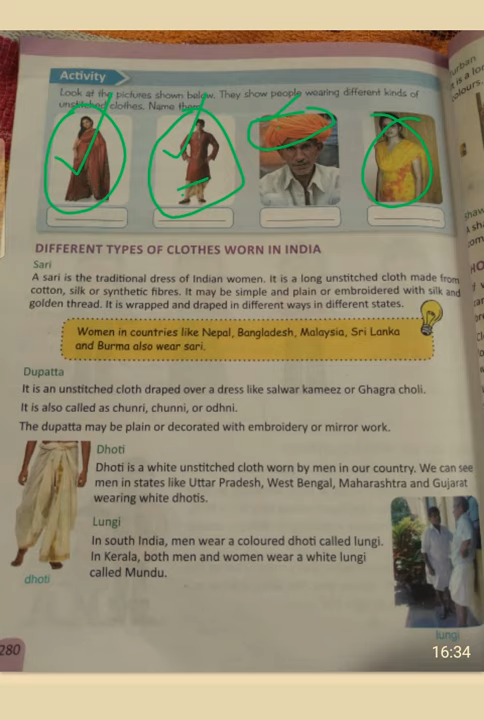 Activity
Look at the pictures shown below. They show people wearing different kinds of
unstitched clothes. Name them.
DIFFERENT TYPES OF CLOTHES WORN IN INDIA
Sari
A sari is the traditional dress of Indian women. It is a long unstitched cloth made from
cotton, silk or synthetic fibres. It may be simple and plain or embroidered with silk and
golden thread. It is wrapped and draped in different ways in different states.
Women in countries like Nepal, Bangladesh, Malaysia, Sri Lanka
and Burma also wear sari.
Dupatta
It is an unstitched cloth draped over a dress like salwar kameez or Ghagra choli.
It is also called as chunri, chunni, or odhni.
The dupatta may be plain or decorated with embroidery or mirror work.
Dhoti
Dhoti is a white unstitched cloth worn by men in our country. We can see
men in states like Uttar Pradesh, West Bengal, Maharashtra and Gujarat
wearing white dhotis.
Lungi
In south India, men wear a coloured dhoti called lungi.
In Kerala, both men and women wear a white lungi
called Mundu.
dhoti
lungi
280
16:34